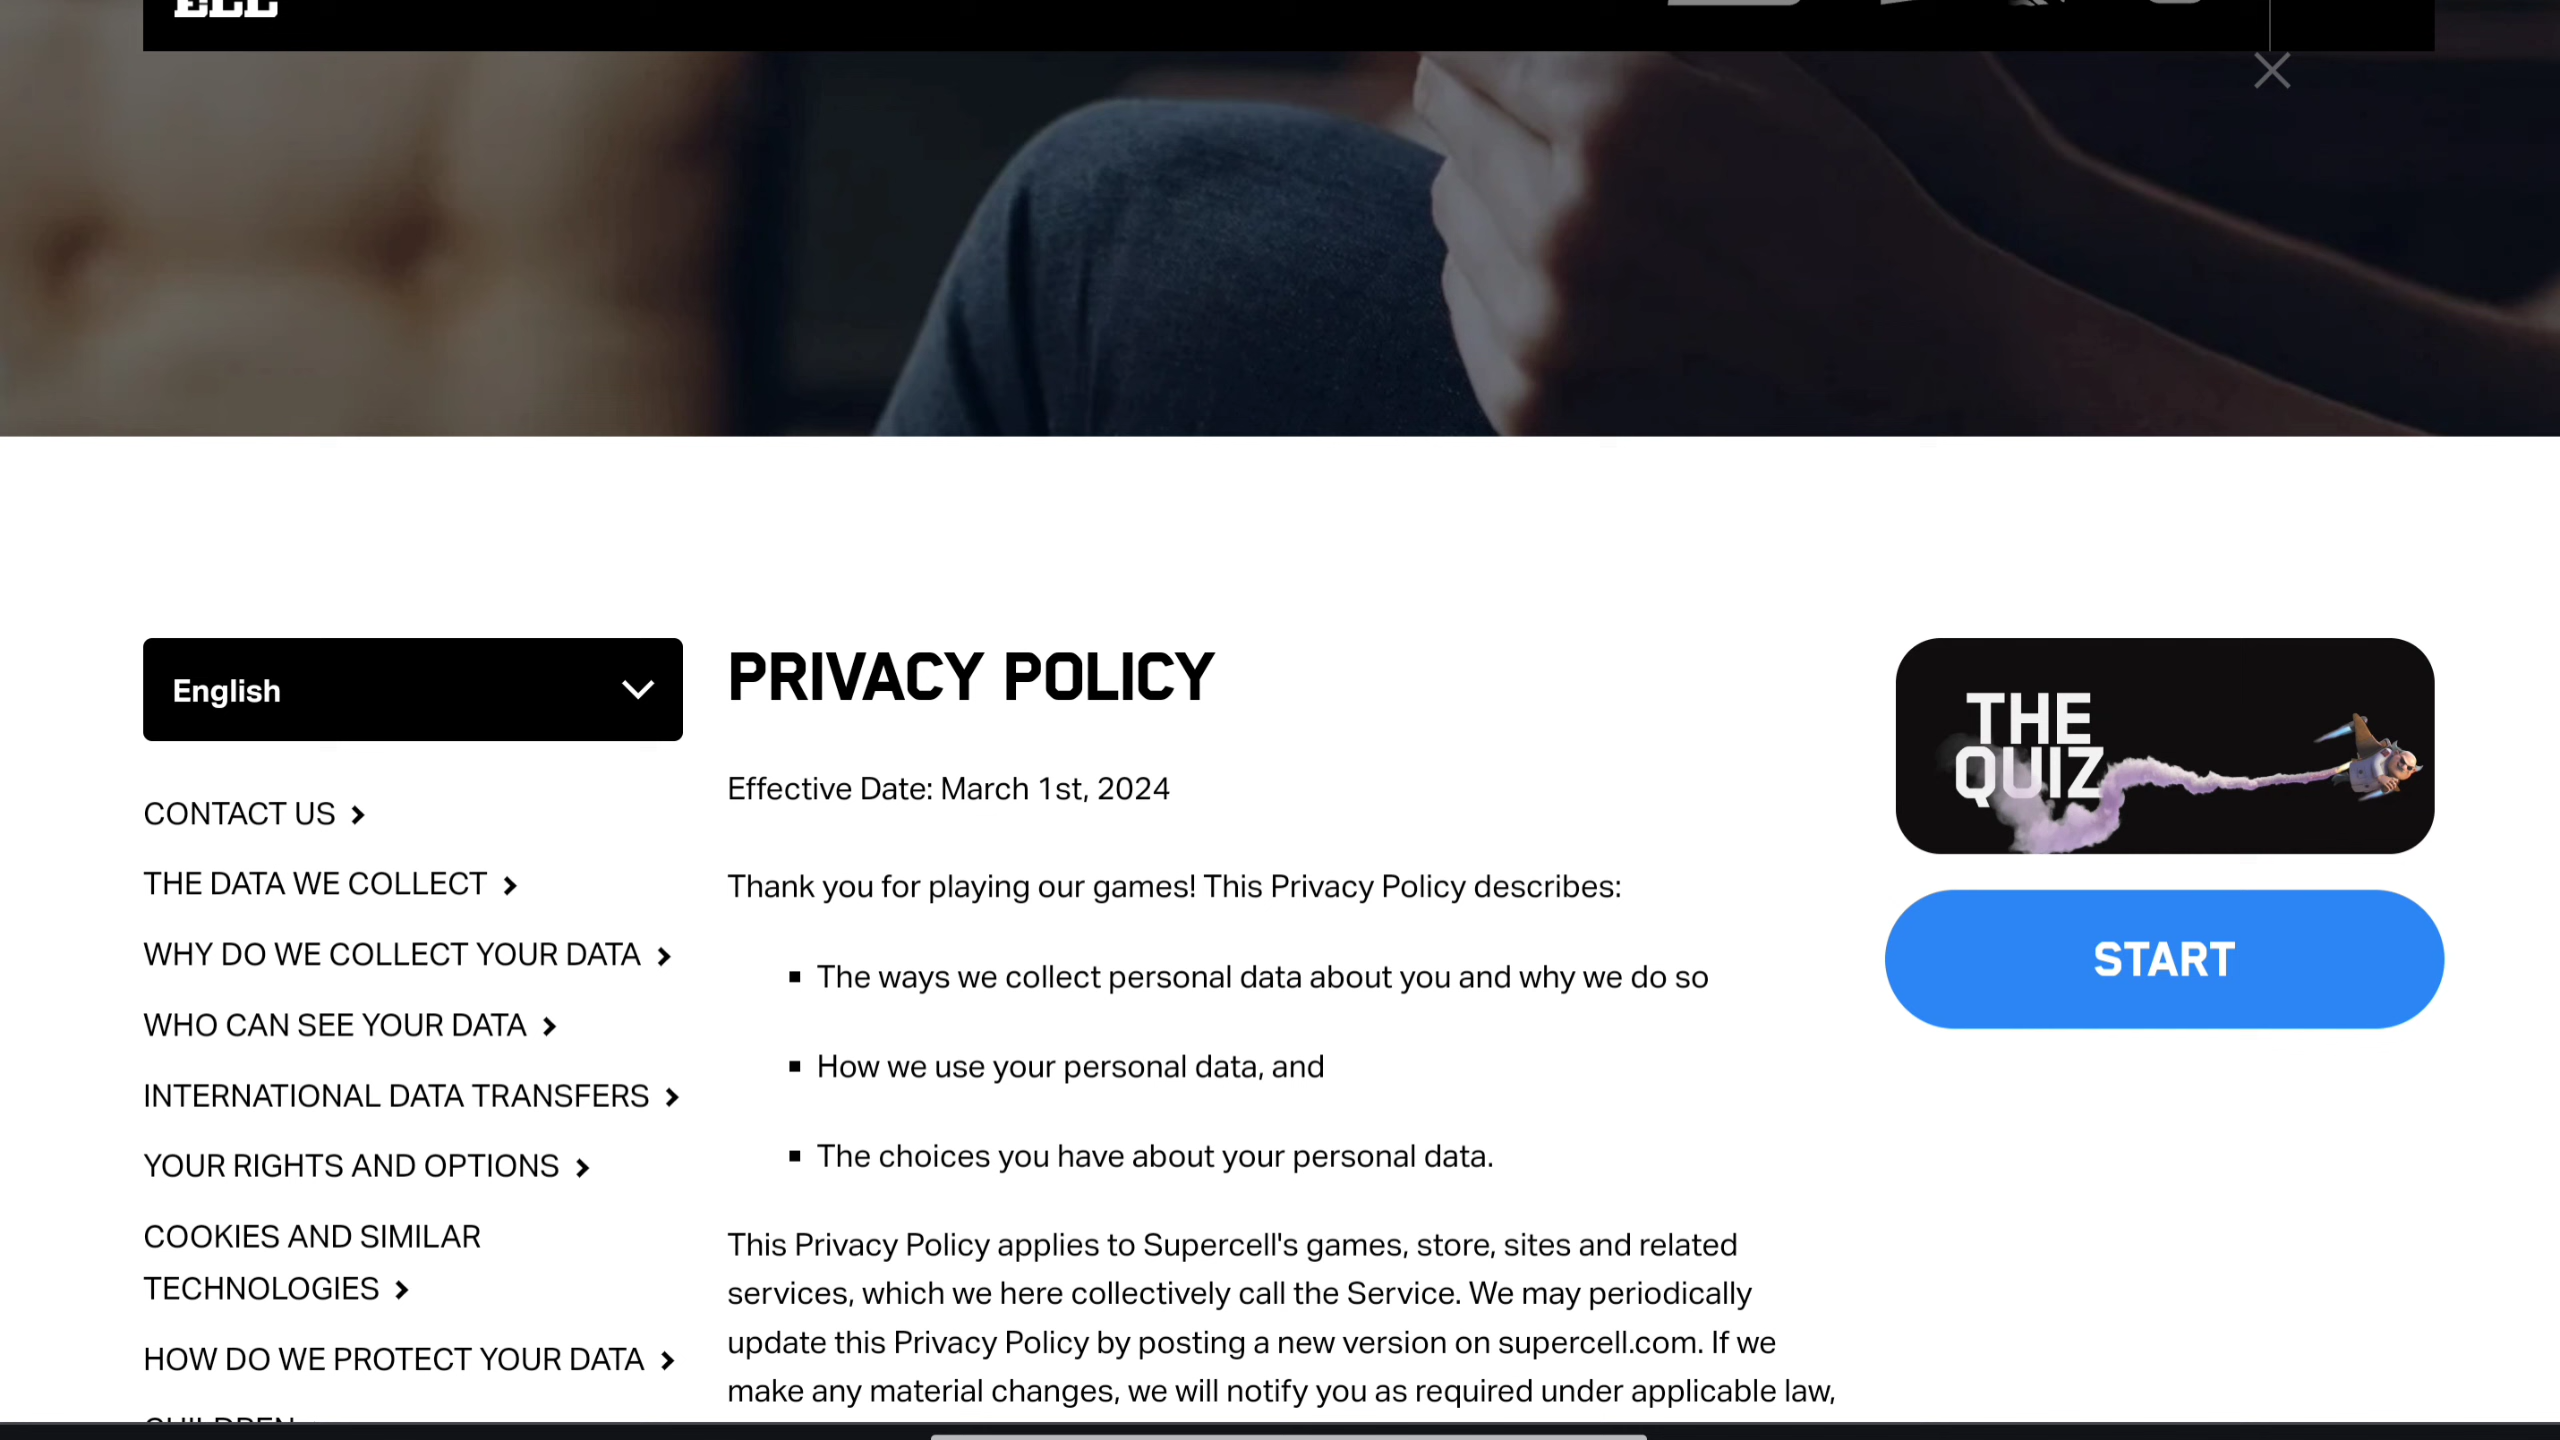 ELL
English
CONTACT US
THE DATA WE COLLECT
WHY DO WE COLLECT YOUR DATA
WHO CAN SEE YOUR DATA
INTERNATIONAL DATA TRANSFERS
YOUR RIGHTS AND OPTIONS
COOKIES AND SIMILAR
TECHNOLOGIES
HOW DO WE PROTECT YOUR DATA
CHILDREN
PRIVACY POLICY
Effective Date: March 1st, 2024
Thank you for playing our games! This Privacy Policy describes:
▪ The ways we collect personal data about you and why we do so
▪ How we use your personal data, and
▪ The choices you have about your personal data.
This Privacy Policy applies to Supercell's games, store, sites and related
services, which we here collectively call the Service. We may periodically
update this Privacy Policy by posting a new version on supercell.com. If we
make any material changes, we will notify you as required under applicable law,
THE
QUIZ
START